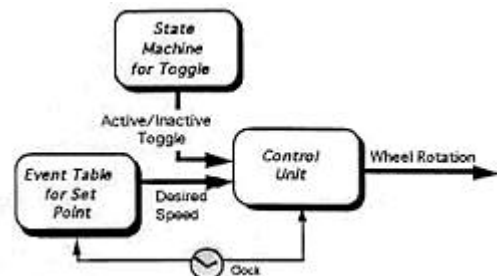 State
Machine
for Toggle
Active/Inactive
Toggle
Control
Unit
Wheel Rotation
Event Table
for Set
Point
Desired
Speed
Clock